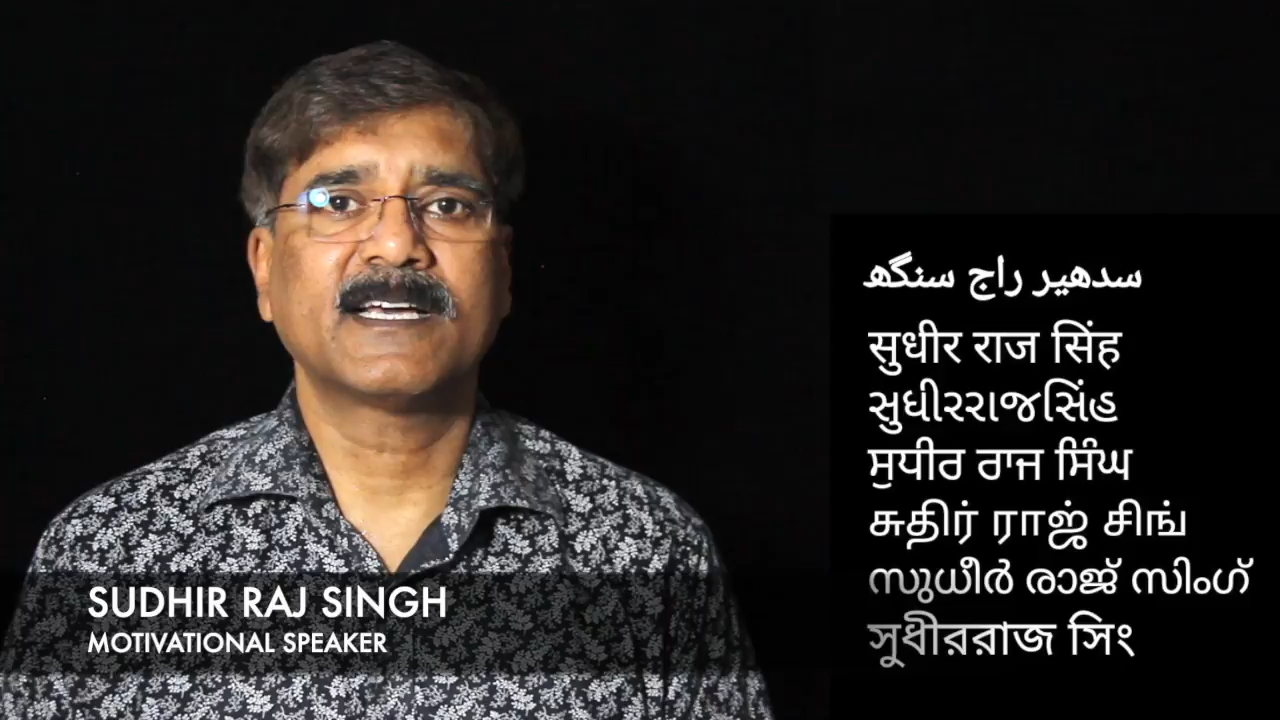 سدھیر راج سنگھ
सुधीर राज सिंह
સુધીરરાજસિંહ
ਸੁਧੀਰ ਰਾਜ ਸਿੰਘ
சுதிர் ராஜ் சிங்
സുധീർ രാജ് സിംഗ്
সুধীররাজ সিং
SUDHIR RAJ SINGH
MOTIVATIONAL SPEAKER